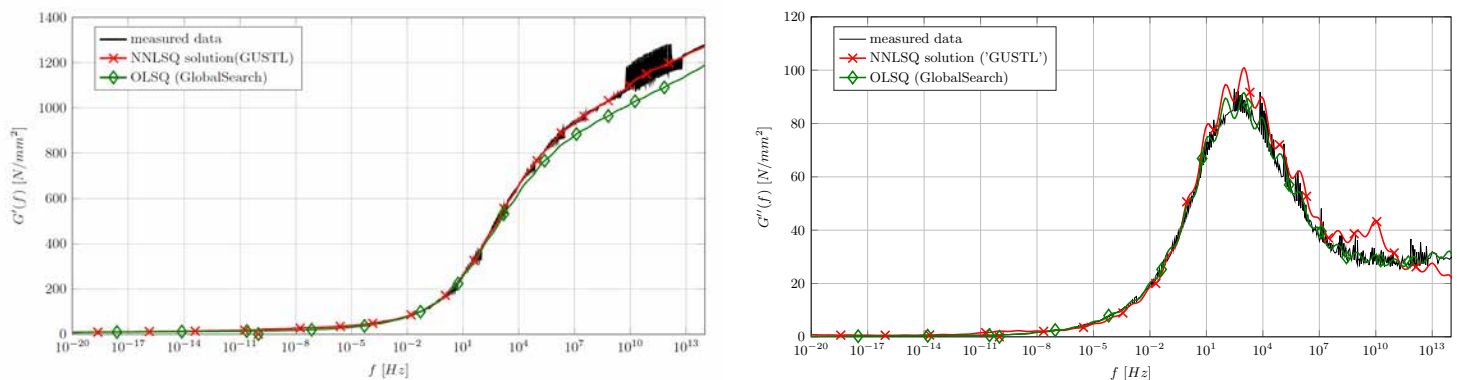 1400
1200
1000
800
600
400
200
0
G′(f) [N/mm²]
measured data
NNLSQ solution(GUSTL)
OLSQ (GlobalSearch)
10⁻²⁰ 10⁻¹⁷ 10⁻¹⁴ 10⁻¹¹ 10⁻⁸ 10⁻⁵ 10⁻² 10¹ 10⁴ 10⁷ 10¹⁰ 10¹³
f [Hz]
120
100
80
60
40
20
0
G′′(f) [N/mm²]
measured data
NNLSQ solution ('GUSTL')
OLSQ (GlobalSearch)
10⁻²⁰ 10⁻¹⁷ 10⁻¹⁴ 10⁻¹¹ 10⁻⁸ 10⁻⁵ 10⁻² 10¹ 10⁴ 10⁷ 10¹⁰ 10¹³
f [Hz]